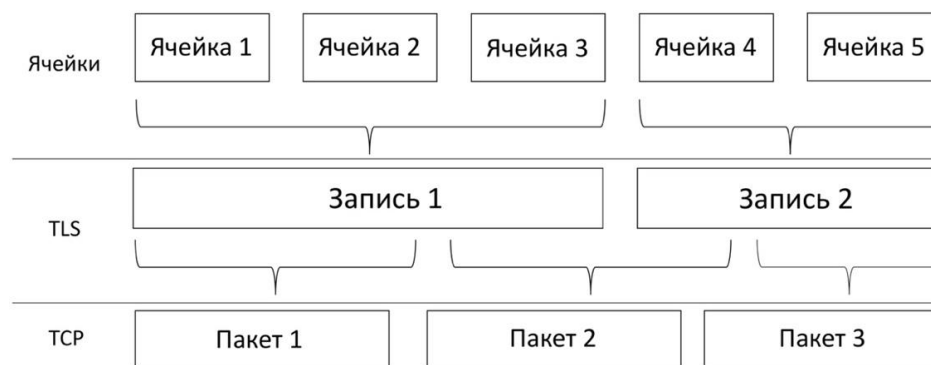 Ячейки
Ячейка 1
Ячейка 2
Ячейка 3
Ячейка 4
Ячейка 5
TLS
Запись 1
Запись 2
TCP
Пакет 1
Пакет 2
Пакет 3